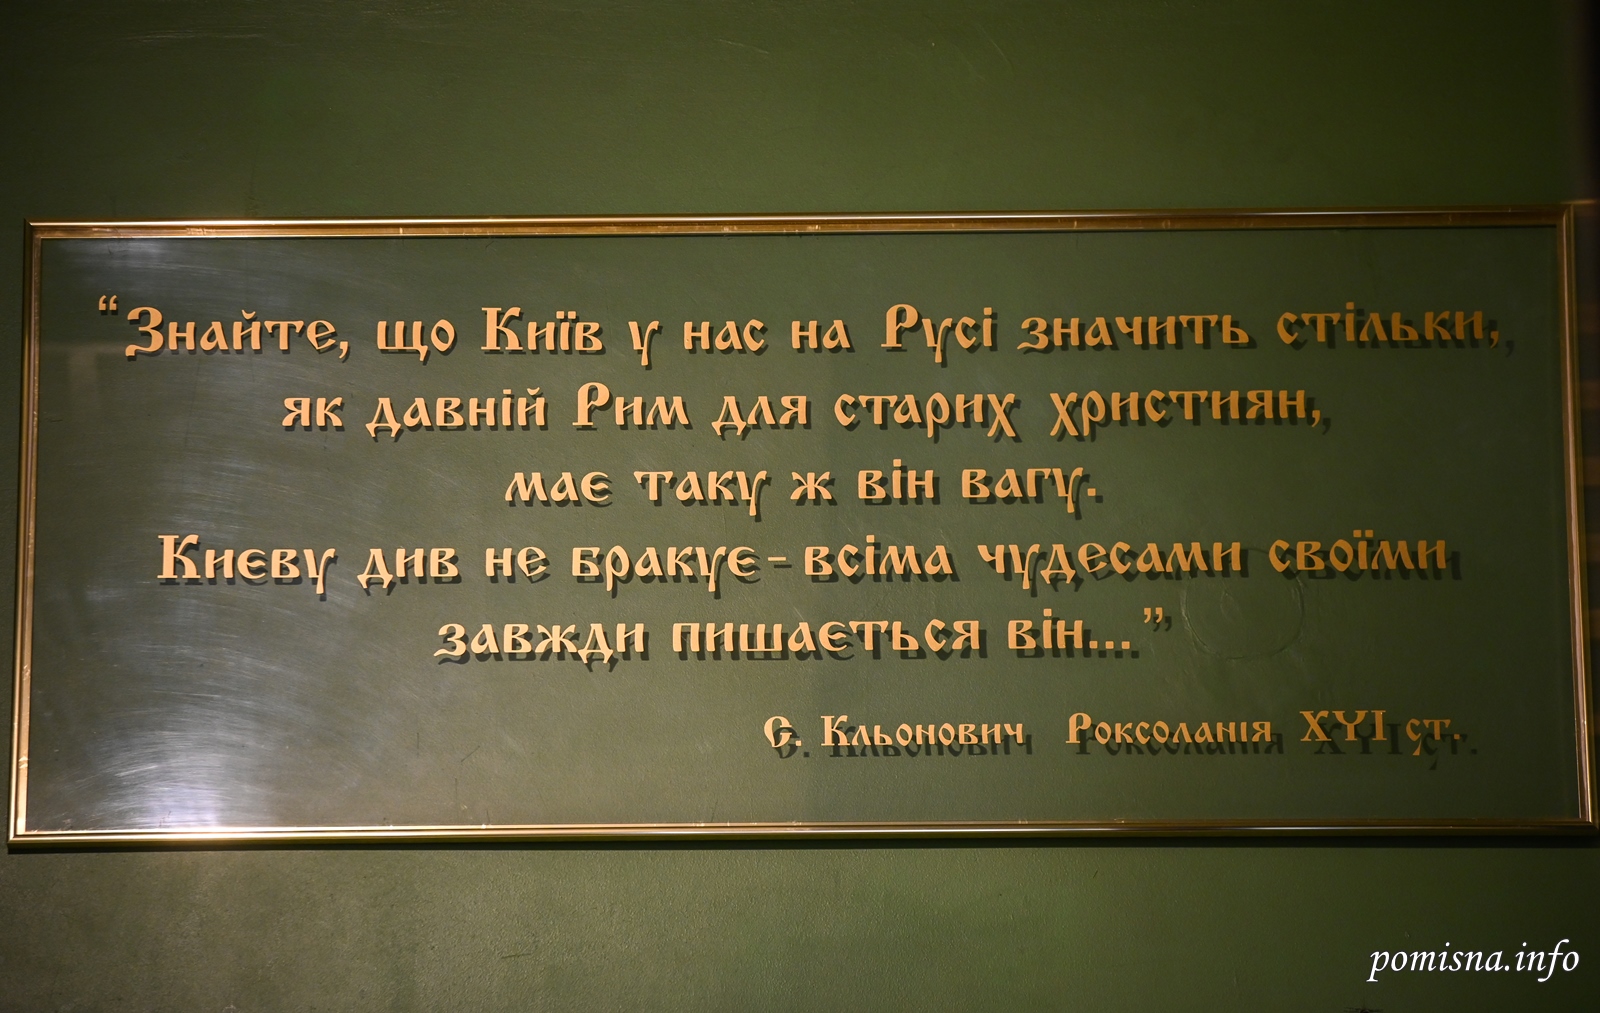 “Знайте, що Київ у нас на Русі значить стільки,
як давній Рим для старих християн,
має таку ж він вагу.
Києву див не бракує – всіма чудесами своїми
завжди пишається він...”
Є. Кльонович Роксоланія XYI ст.
pomisna.info